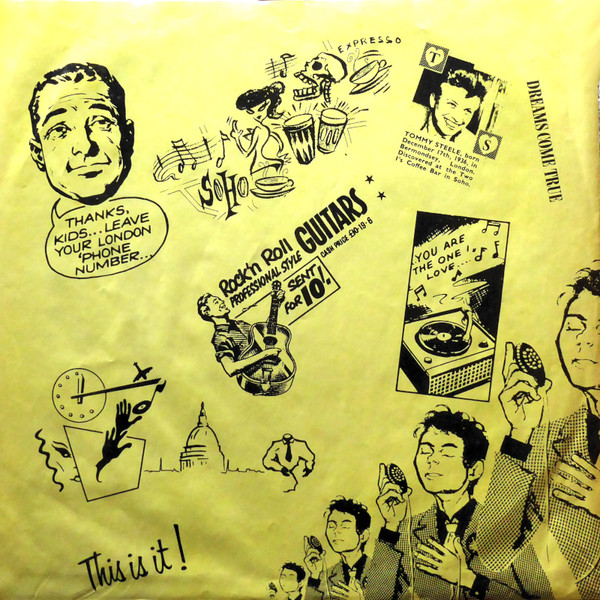 THANKS,
KIDS...LEAVE
YOUR LONDON
'PHONE
NUMBER...
EXPRESSO
SOHO
T
S
TOMMY STEELE, born
December 17th, 1936, in
Bermondsey, London.
Discovered at the Two
I's Coffee Bar in Soho.
DREAMS COME TRUE
Rock'n Roll
PROFESSIONAL STYLE
GUITARS
CASH PRICE £10-19-6
SENT
FOR 10/!
YOU ARE
THE ONE I
LOVE....
This is it!